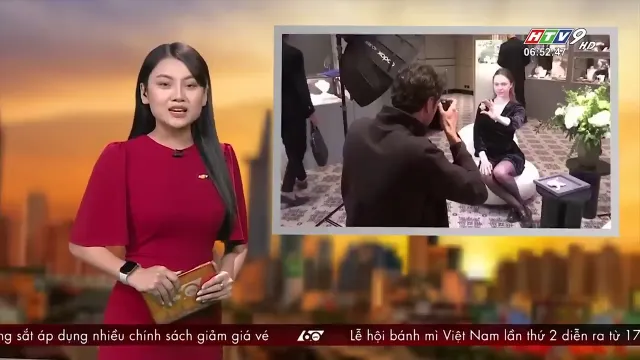 HTV9 HD
06:52:47
ng sắt áp dụng nhiều chính sách giảm giá vé
Lễ hội bánh mì Việt Nam lần thứ 2 diễn ra từ 17